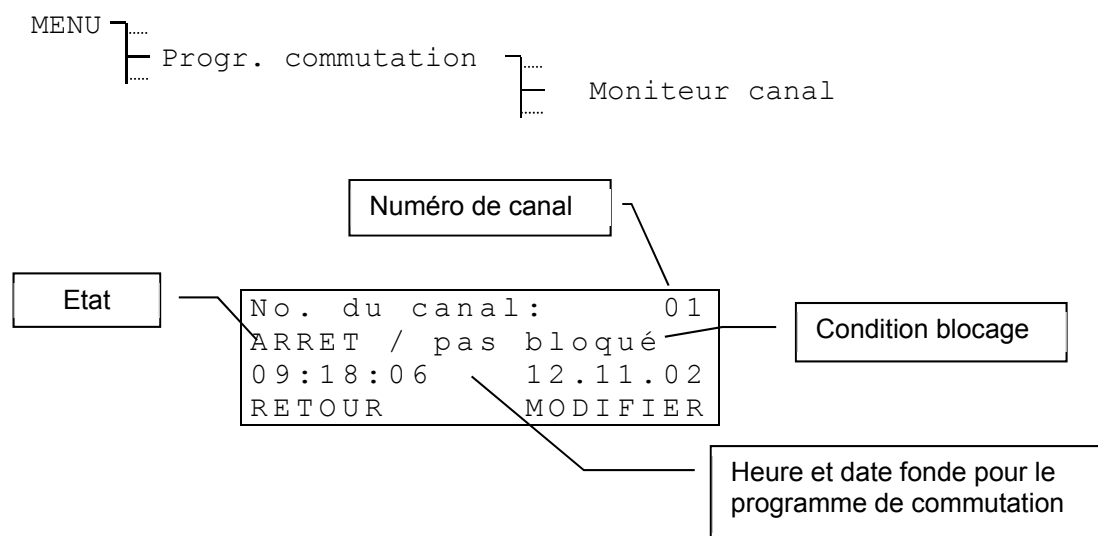 MENU
Progr. commutation
Moniteur canal
Numéro de canal
Etat
No. du canal: 01
ARRET / pas bloqué
Condition blocage
09:18:06 12.11.02
RETOUR MODIFIER
Heure et date fonde pour le
programme de commutation